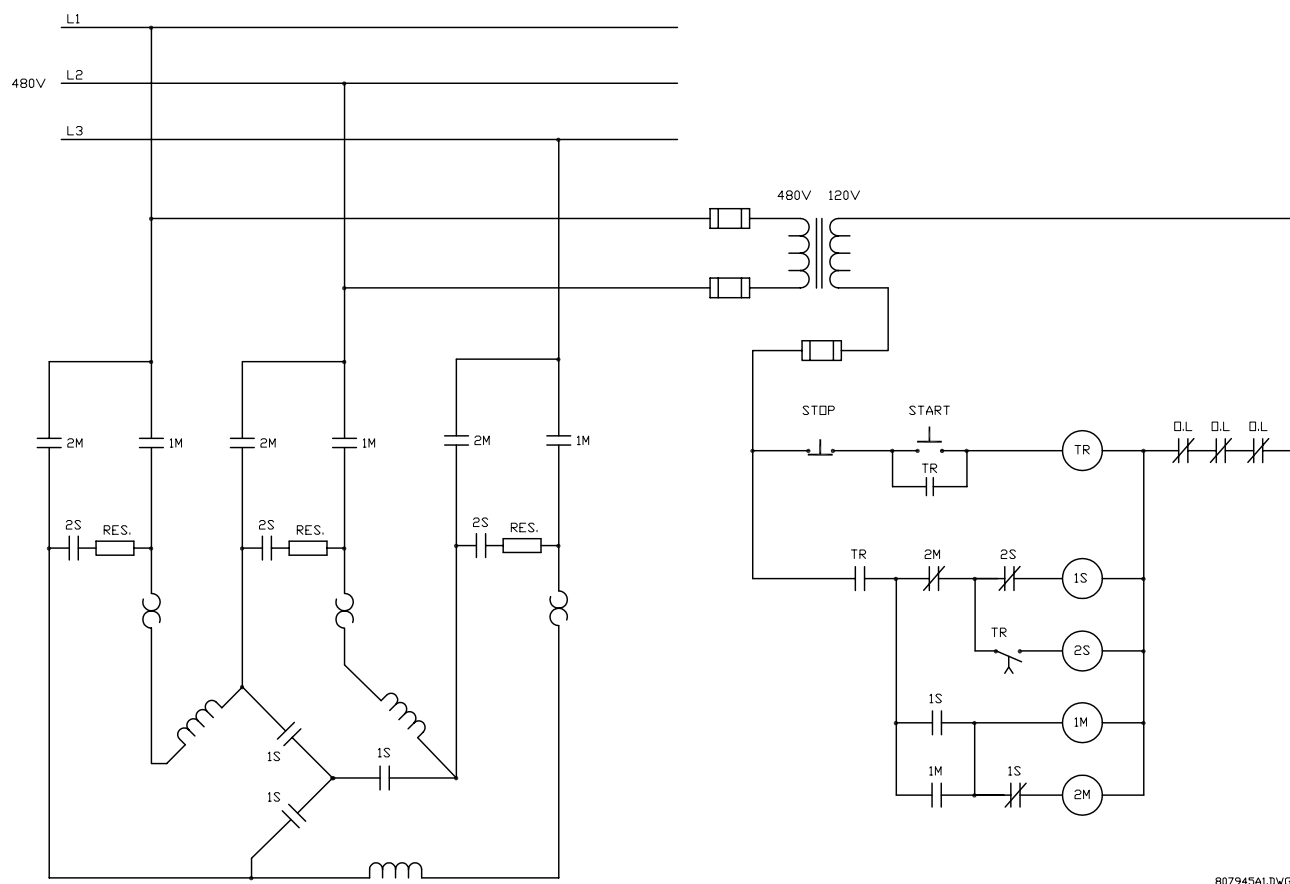 L1
480V
L2
L3
480V 120V
STOP START
O.L O.L O.L
2M 1M 2M 1M 2M 1M
TR
TR
2S RES. 2S RES. 2S RES.
TR 2M 2S
1S
TR
2S
1S
1M
1S
1S
1S
1M 1S
2M
807945A1.DWG